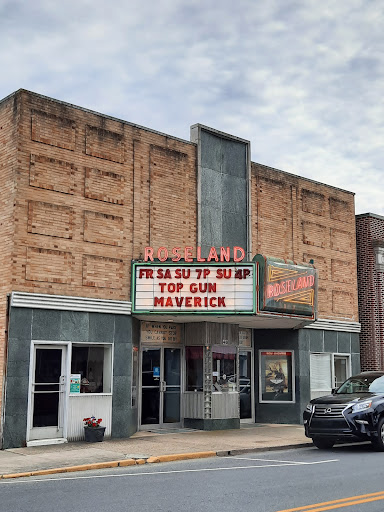 ROSELAND
FR SA SU 7P SU 4P
TOP GUN
MAVERICK
ROSELAND